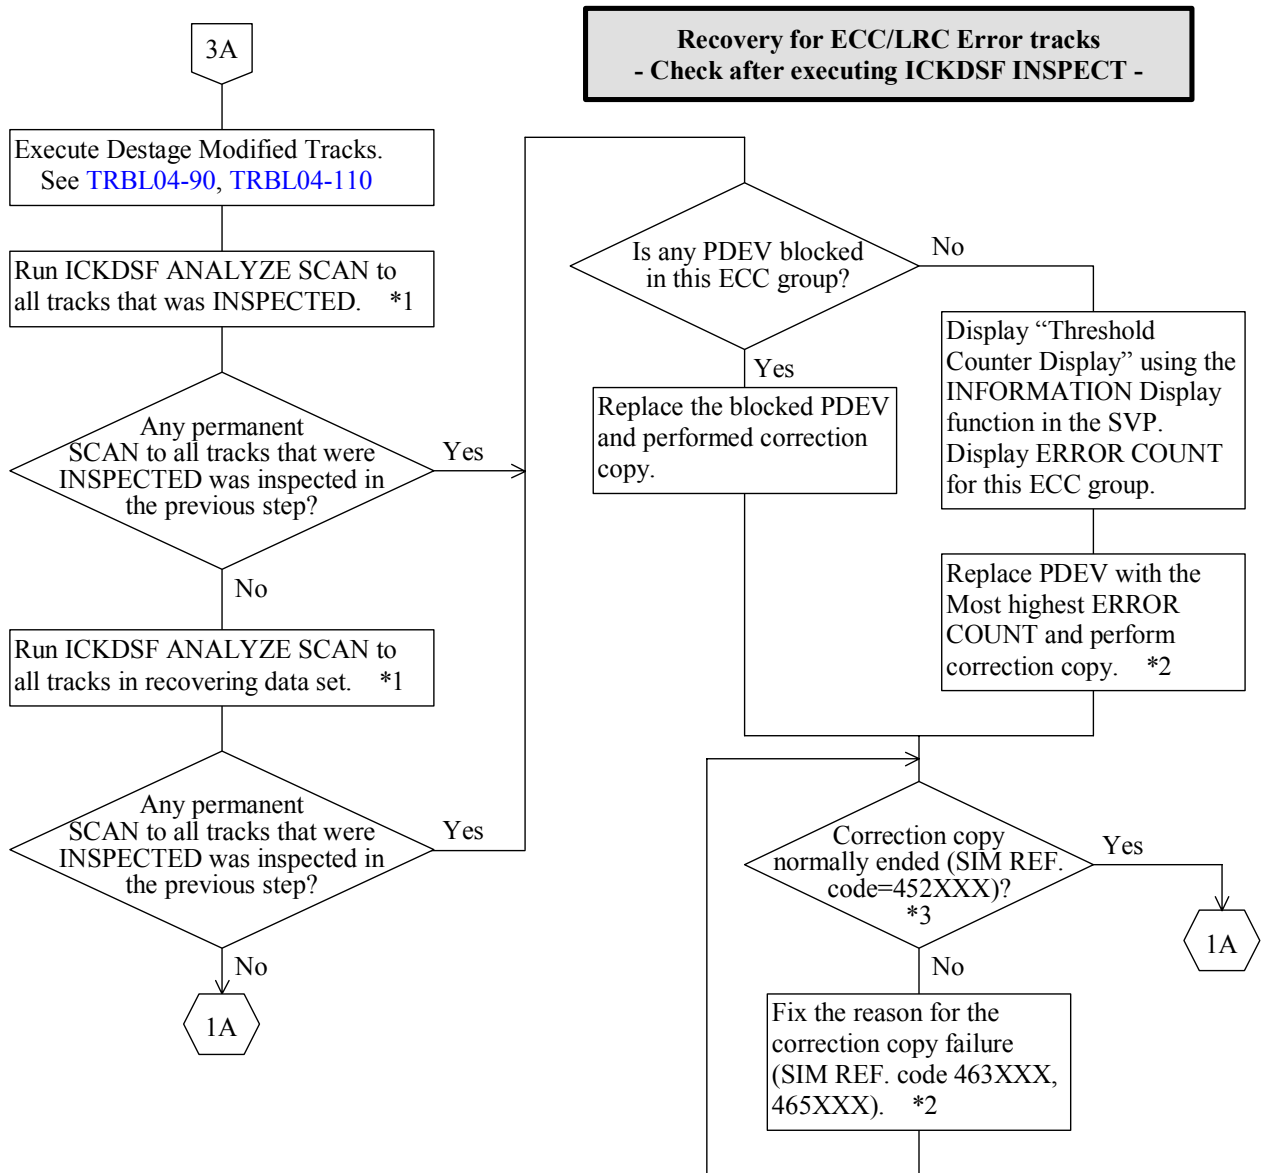 3A
Recovery for ECC/LRC Error tracks
- Check after executing ICKDSF INSPECT -
Execute Destage Modified Tracks.
See TRBL04-90, TRBL04-110
Run ICKDSF ANALYZE SCAN to
all tracks that was INSPECTED. *1
Any permanent
SCAN to all tracks that were
INSPECTED was inspected in
the previous step?
Yes
No
Run ICKDSF ANALYZE SCAN to
all tracks in recovering data set. *1
Any permanent
SCAN to all tracks that were
INSPECTED was inspected in
the previous step?
Yes
No
1A
Is any PDEV blocked
in this ECC group?
No
Yes
Replace the blocked PDEV
and performed correction
copy.
Display “Threshold
Counter Display” using the
INFORMATION Display
function in the SVP.
Display ERROR COUNT
for this ECC group.
Replace PDEV with the
Most highest ERROR
COUNT and perform
correction copy. *2
Correction copy
normally ended (SIM REF.
code=452XXX)?
*3
Yes
1A
No
Fix the reason for the
correction copy failure
(SIM REF. code 463XXX,
465XXX). *2